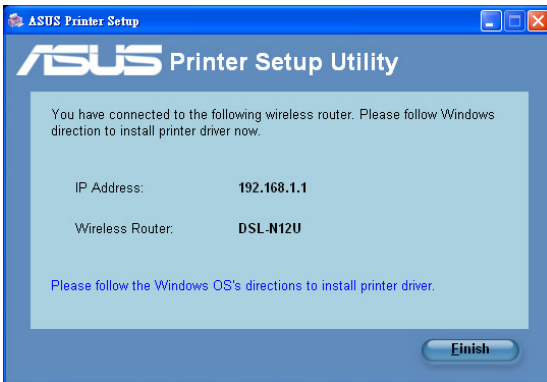 ASUS Printer Setup
ASUS Printer Setup Utility
You have connected to the following wireless router. Please follow Windows
direction to install printer driver now.
IP Address: 192.168.1.1
Wireless Router: DSL-N12U
Please follow the Windows OS's directions to install printer driver.
Finish